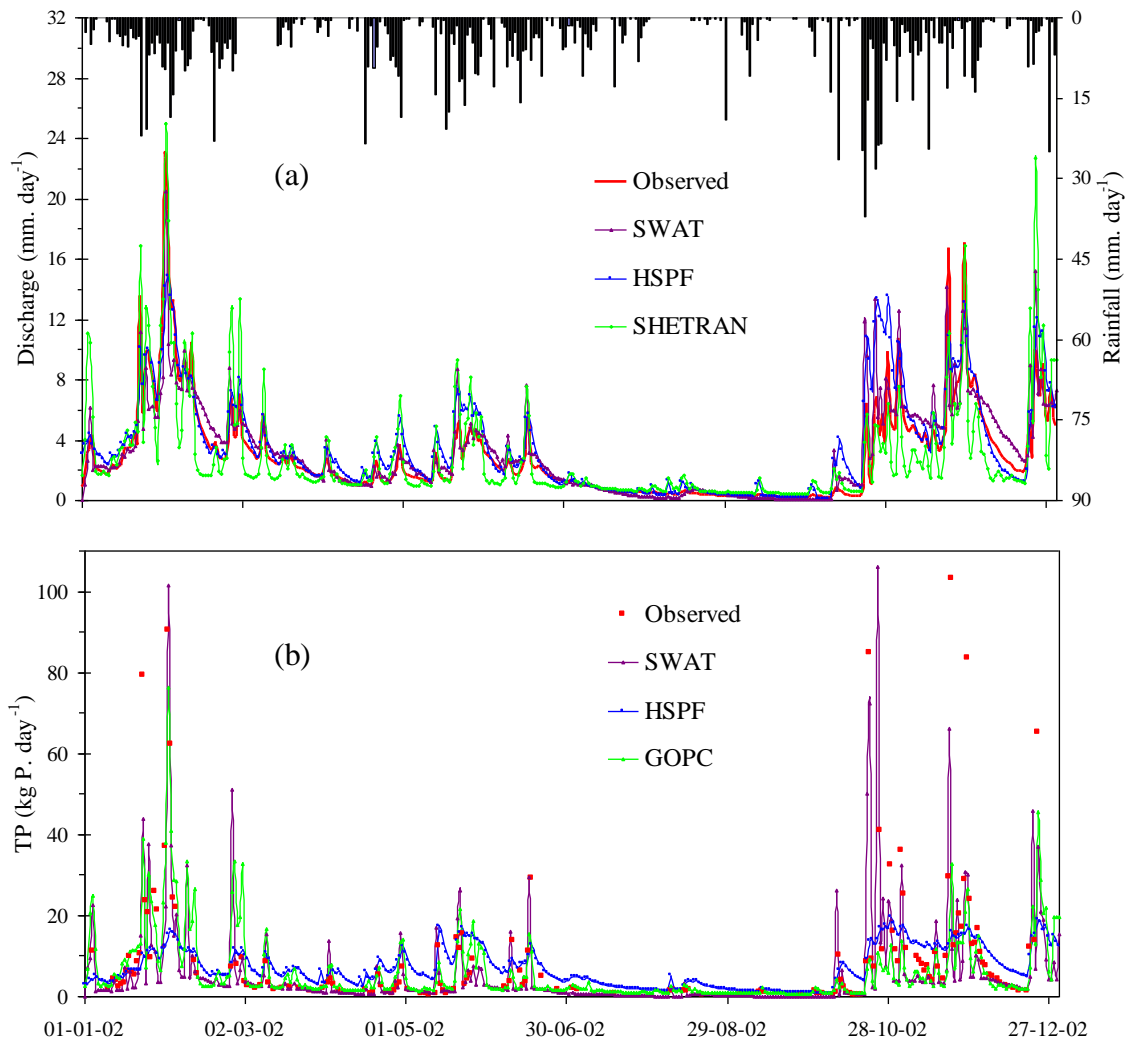 32
28
24
20
16
12
8
4
0
Discharge (mm. day-1)
(a)
Observed
SWAT
HSPF
SHETRAN
0
15
30
45
60
75
90
Rainfall (mm. day-1)
100
80
60
40
20
0
TP (kg P. day-1)
(b)
Observed
SWAT
HSPF
GOPC
01-01-02
02-03-02
01-05-02
30-06-02
29-08-02
28-10-02
27-12-02